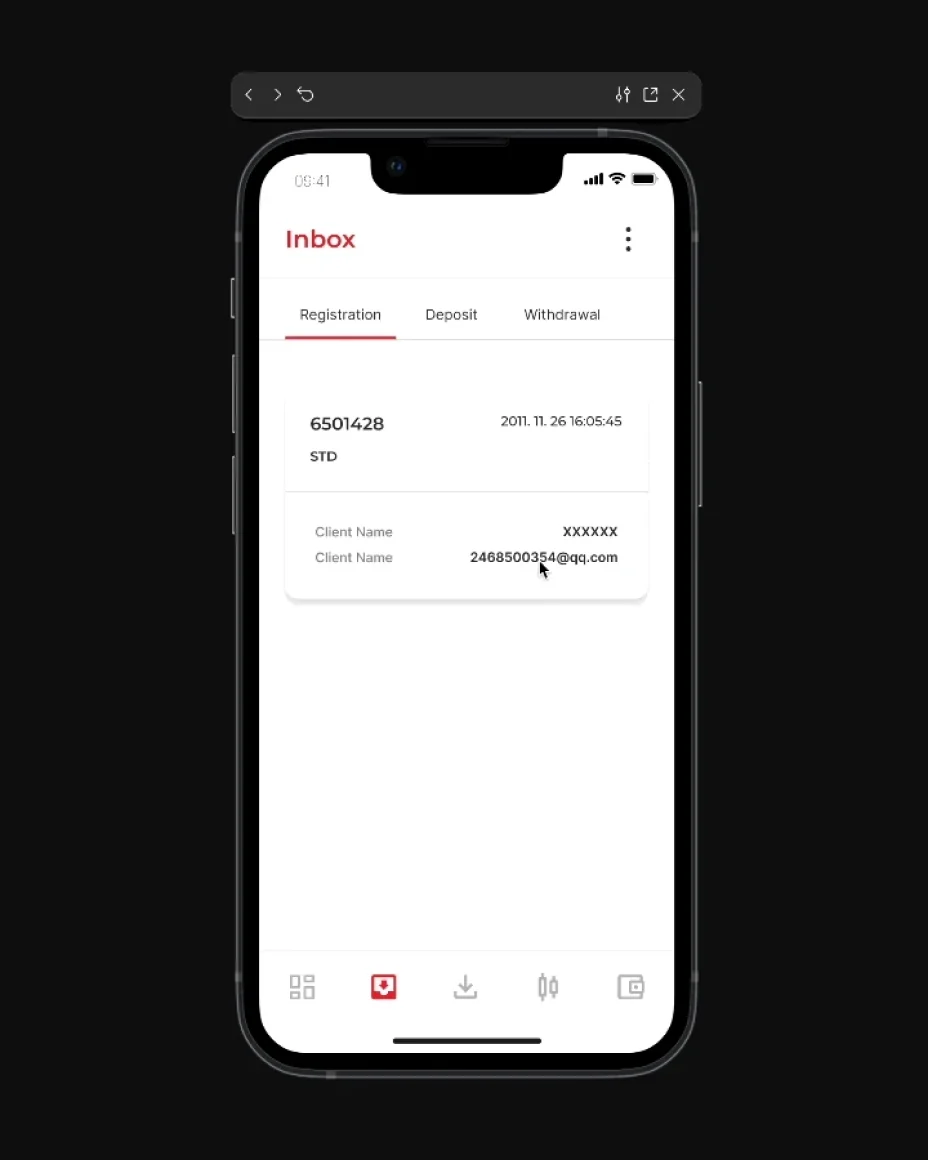 09:41
Inbox
Registration Deposit Withdrawal
6501428 2011. 11. 26 16:05:45
STD
Client Name XXXXXX
Client Name 2468500354@qq.com